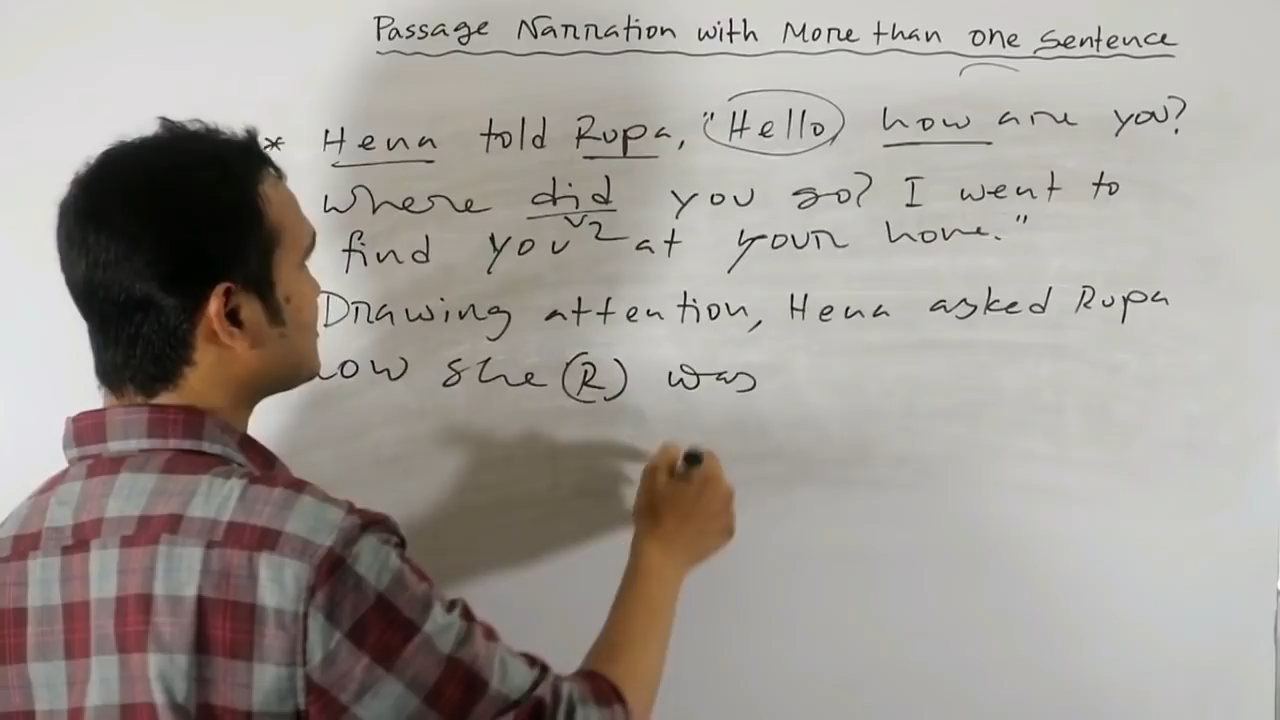 Passage Narration with More than one sentence
* Hena told Rupa, "Hello how are you?
where did you go? I went to
v2
find you at your home."
Drawing attention, Hena asked Rupa
how she (R) was